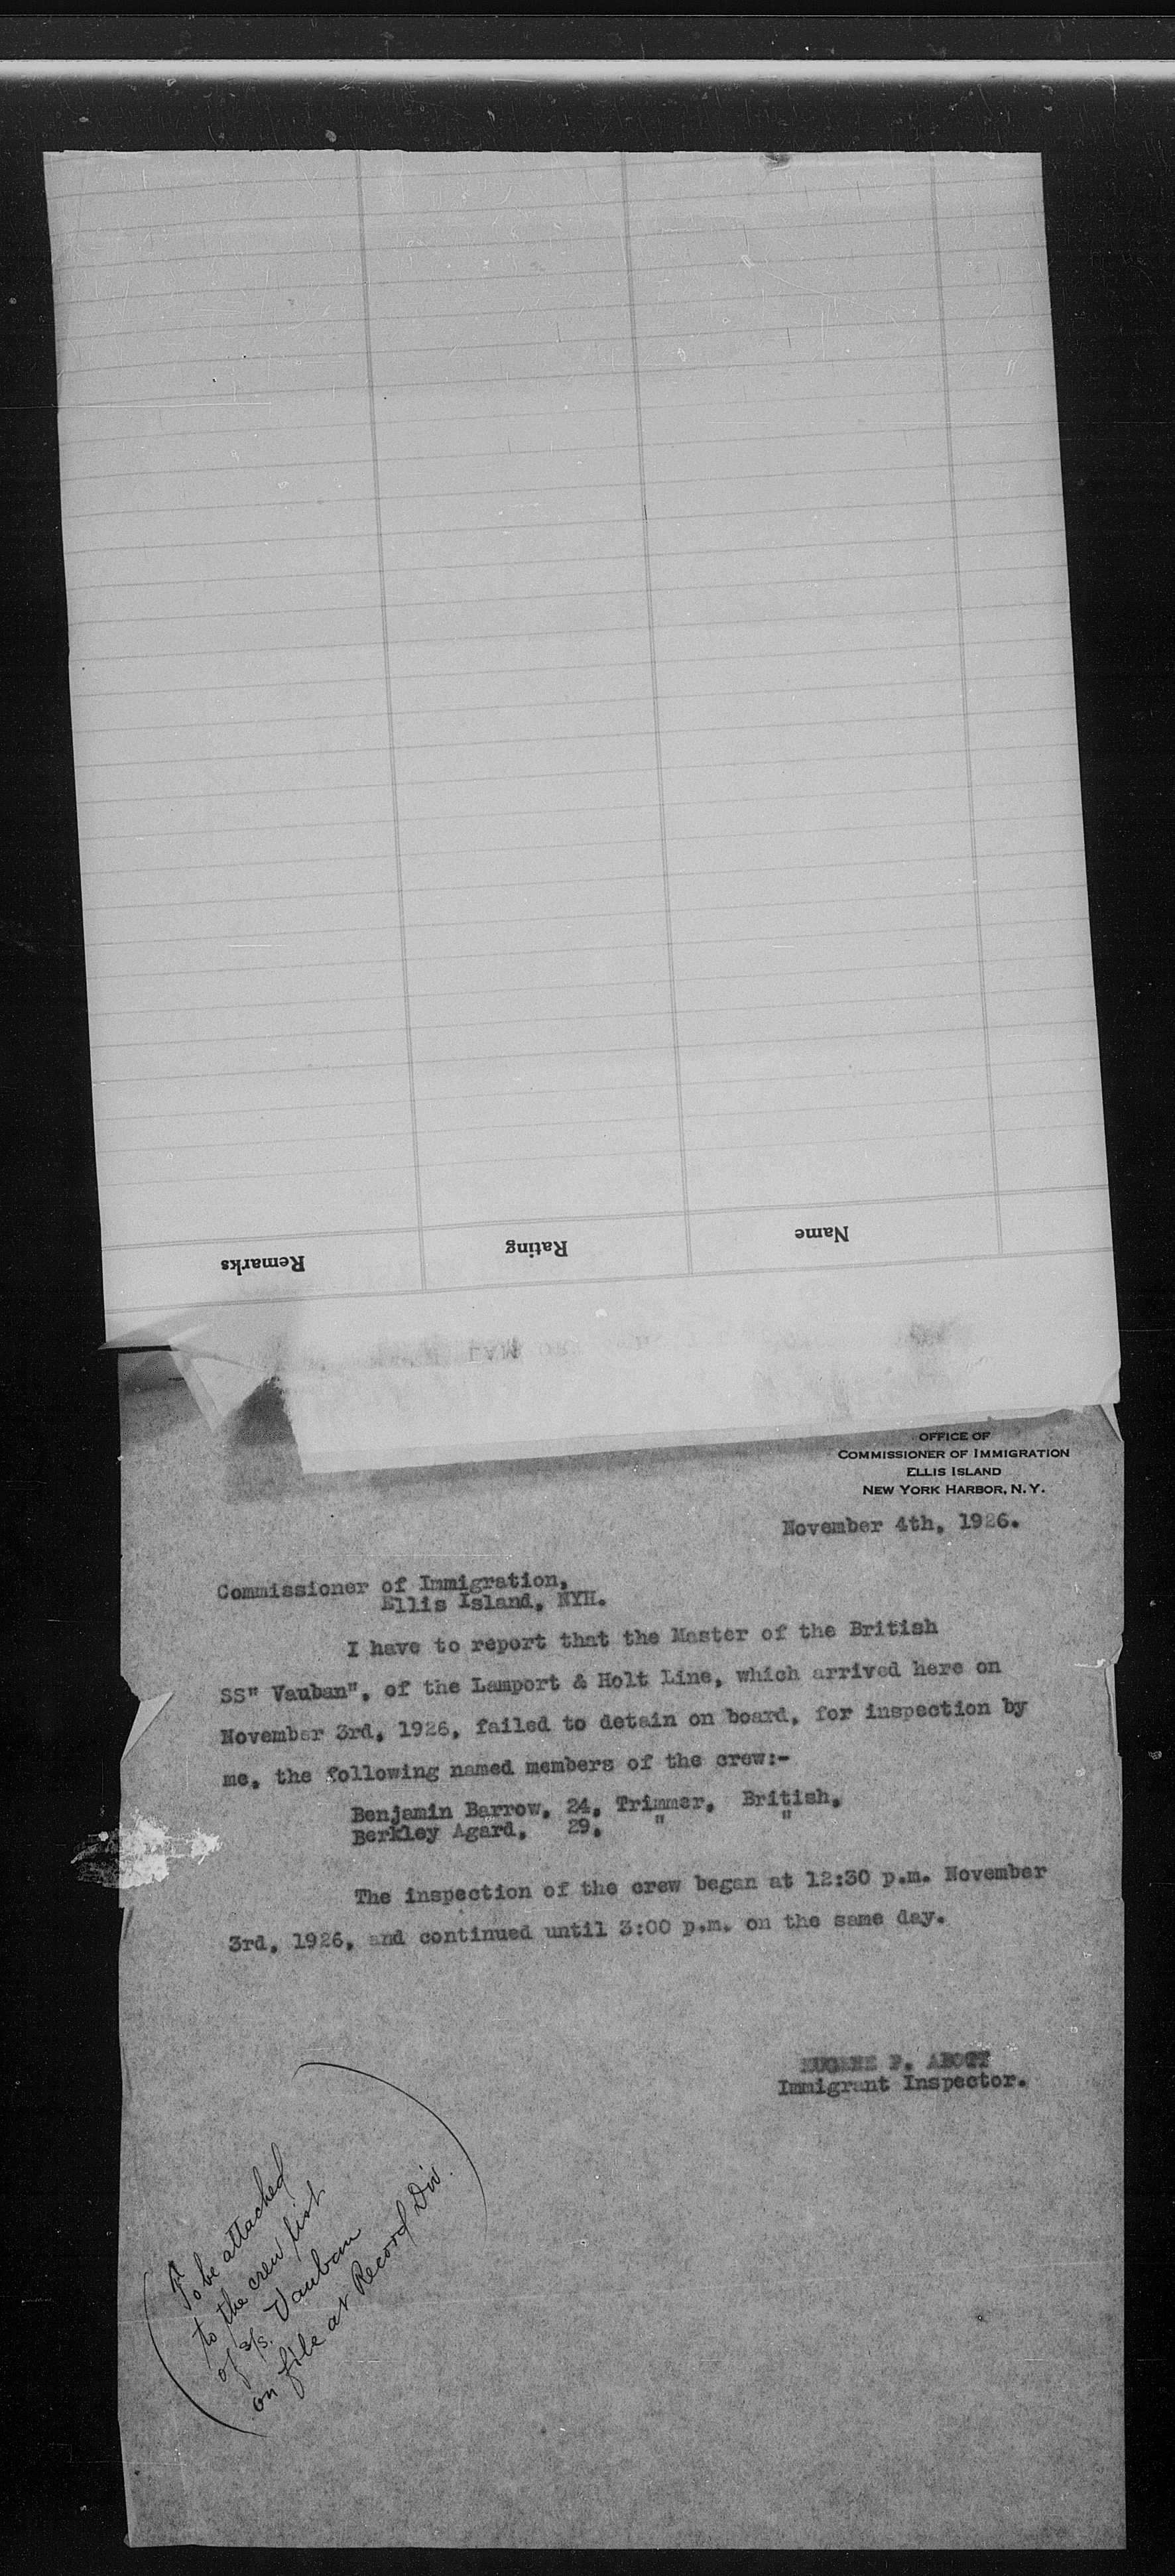 Remarks Rating Name
OFFICE OF
COMMISSIONER OF IMMIGRATION
ELLIS ISLAND
NEW YORK HARBOR, N.Y.
November 4th, 1926.
Commissioner of Immigration,
Ellis Island, NYH.
I have to report that the Master of the British
SS" Vauban", of the Lamport & Holt Line, which arrived here on
November 3rd, 1926, failed to detain on board, for inspection by
me, the following named members of the crew:-
Benjamin Barrow, 24, Trimmer, British,
Berkley Agard, 29, " "
The inspection of the crew began at 12:30 p.m. November
3rd, 1926, and continued until 3:00 p.m. on the same day.
EUGENE F. ABOTT
Immigrant Inspector.
(To be attached
to the crew list
of s/s. Vauban
on file at Record Div.)